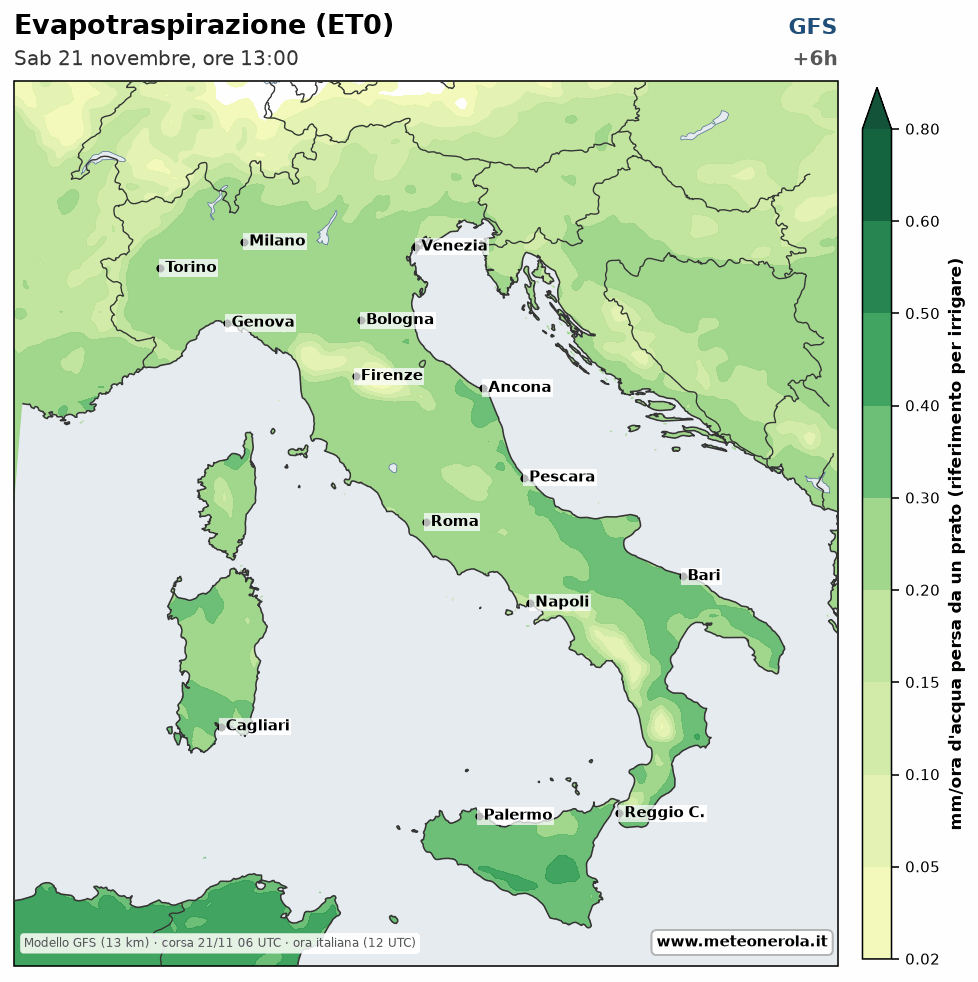 Evapotraspirazione (ET0)
GFS
Sab 21 novembre, ore 13:00
+6h
Milano
Venezia
Torino
Genova
Bologna
Firenze
Ancona
Pescara
Roma
Bari
Napoli
Cagliari
Palermo
Reggio C.
0.80
0.60
0.50
0.40
0.30
0.20
0.15
0.10
0.05
0.02
mm/ora d'acqua persa da un prato (riferimento per irrigare)
Modello GFS (13 km) · corsa 21/11 06 UTC · ora italiana (12 UTC)
www.meteonerola.it